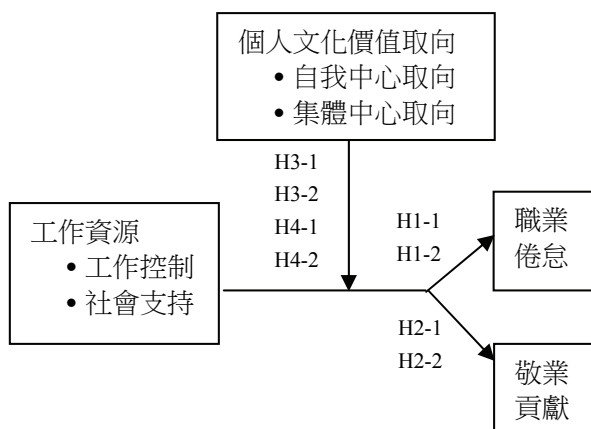 個人文化價值取向
• 自我中心取向
• 集體中心取向
H3-1
H3-2
H4-1
H4-2
工作資源
• 工作控制
• 社會支持
H1-1
H1-2
職業
倦怠
H2-1
H2-2
敬業
貢獻